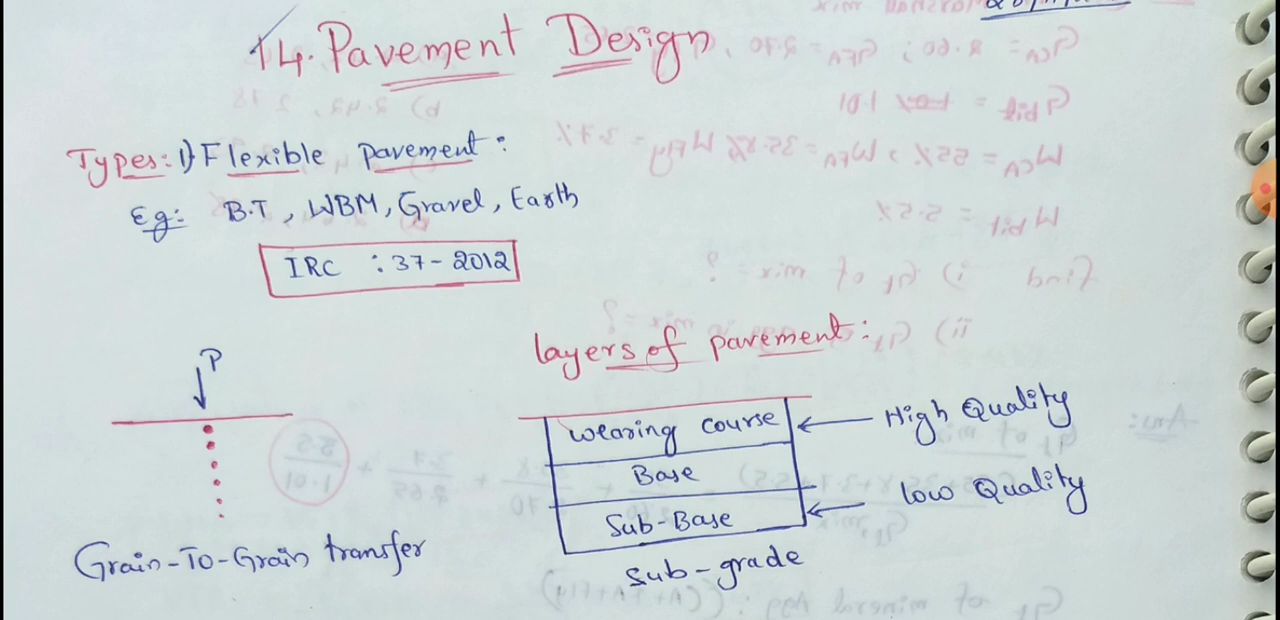 14. Pavement Design
Types: 1) Flexible pavement:
Eg: B.T, WBM, Gravel, Earth
IRC : 37-2012
P
Grain-To-Grain transfer
layers of pavement:
wearing course
High Quality
Base
Low Quality
Sub-Base
Sub-grade